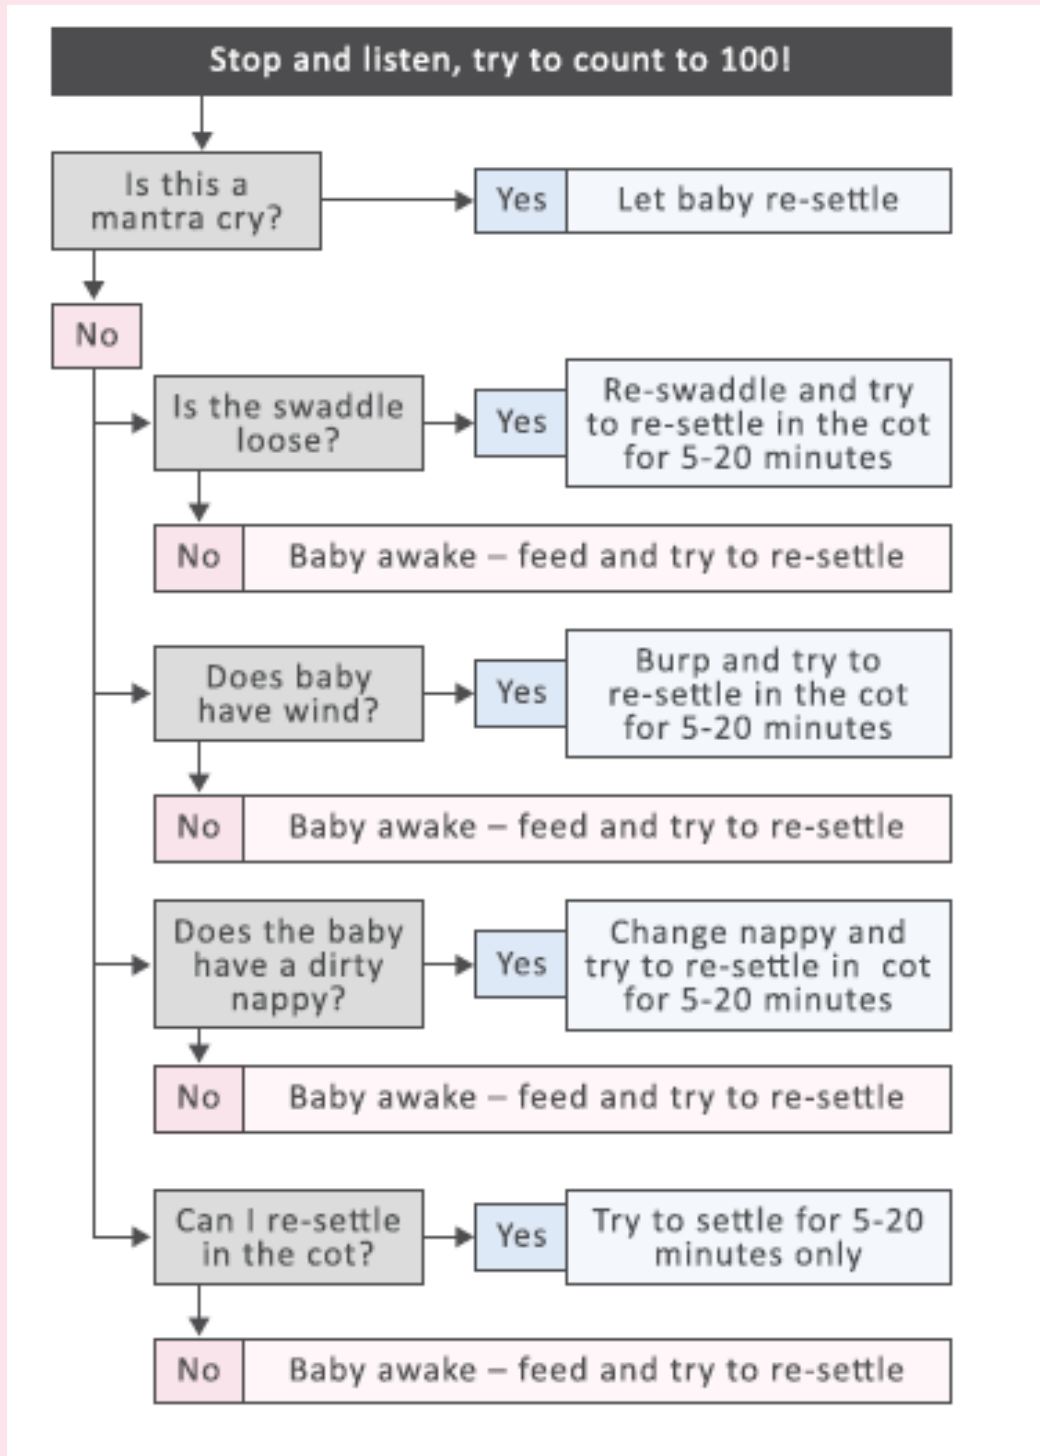 Stop and listen, try to count to 100!
Is this a
mantra cry?
Yes
Let baby re-settle
No
Is the swaddle
loose?
Yes
Re-swaddle and try
to re-settle in the cot
for 5-20 minutes
No
Baby awake – feed and try to re-settle
Does baby
have wind?
Yes
Burp and try to
re-settle in the cot
for 5-20 minutes
No
Baby awake – feed and try to re-settle
Does the baby
have a dirty
nappy?
Yes
Change nappy and
try to re-settle in  cot
for 5-20 minutes
No
Baby awake – feed and try to re-settle
Can I re-settle
in the cot?
Yes
Try to settle for 5-20
minutes only
No
Baby awake – feed and try to re-settle